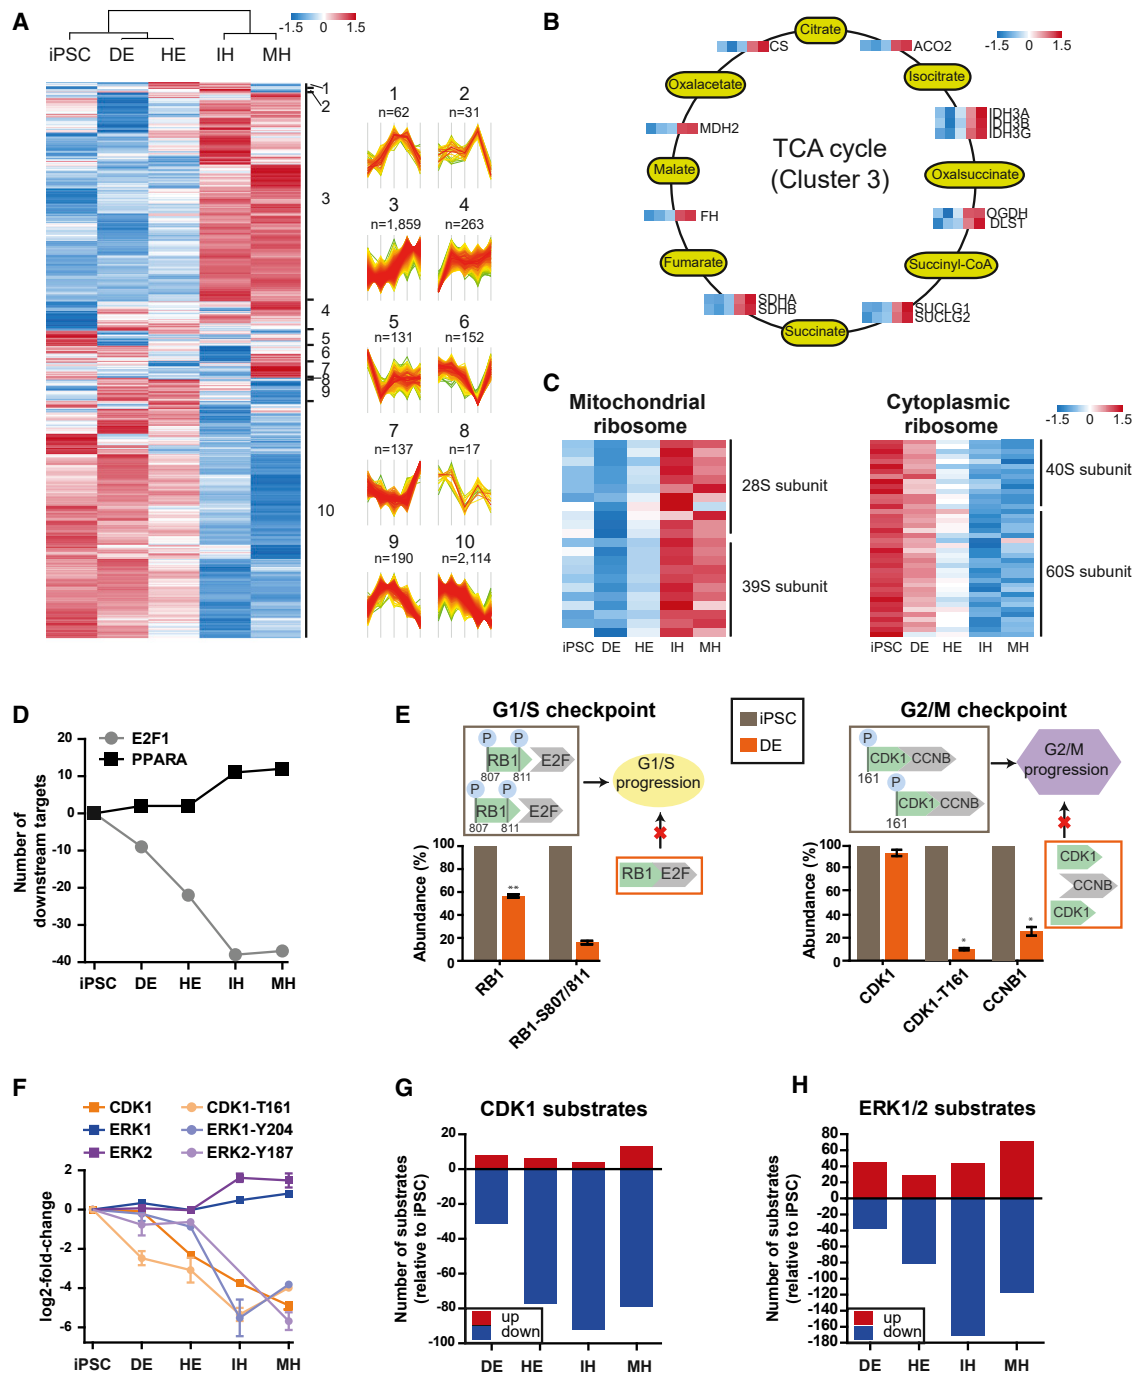 A
iPSC DE HE IH MH
-1.5 0 1.5
1
2
3
4
5
6
7
8
9
10
1
n=62
2
n=31
3
n=1,859
4
n=263
5
n=131
6
n=152
7
n=137
8
n=17
9
n=190
10
n=2,114
B
-1.5 0 1.5
TCA cycle
(Cluster 3)
Citrate
ACO2
Isocitrate
IDH3A
IDH3B
IDH3G
Oxalsuccinate
OGDH
DLST
Succinyl-CoA
SUCLG1
SUCLG2
Succinate
SDHA
SDHB
Fumarate
FH
Malate
MDH2
Oxalacetate
CS
C
Mitochondrial
ribosome
28S subunit
39S subunit
iPSC DE HE IH MH
Cytoplasmic
ribosome
-1.5 0 1.5
40S subunit
60S subunit
iPSC DE HE IH MH
D
Number of
downstream targets
20
10
0
-10
-20
-30
-40
E2F1
PPARA
iPSC DE HE IH MH
E
G1/S checkpoint
P P
RB1 E2F
807 811
P P
RB1 E2F
807 811
G1/S
progression
RB1 E2F
Abundance (%)
100
80
60
40
20
0
**
RB1
RB1-S807/811
iPSC
DE
G2/M checkpoint
P
CDK1 CCNB
161
P
CDK1 CCNB
161
G2/M
progression
CDK1
CCNB
CDK1
Abundance (%)
100
80
60
40
20
0
*
*
CDK1
CDK1-T161
CCNB1
F
CDK1 CDK1-T161
ERK1 ERK1-Y204
ERK2 ERK2-Y187
log2-fold-change
2
0
-2
-4
-6
iPSC DE HE IH MH
G
CDK1 substrates
Number of substrates
(relative to iPSC)
20
0
-20
-40
-60
-80
-100
up
down
DE HE IH MH
H
ERK1/2 substrates
Number of substrates
(relative to iPSC)
80
60
40
20
0
-20
-40
-60
-80
-100
-120
-140
-160
-180
up
down
DE HE IH MH